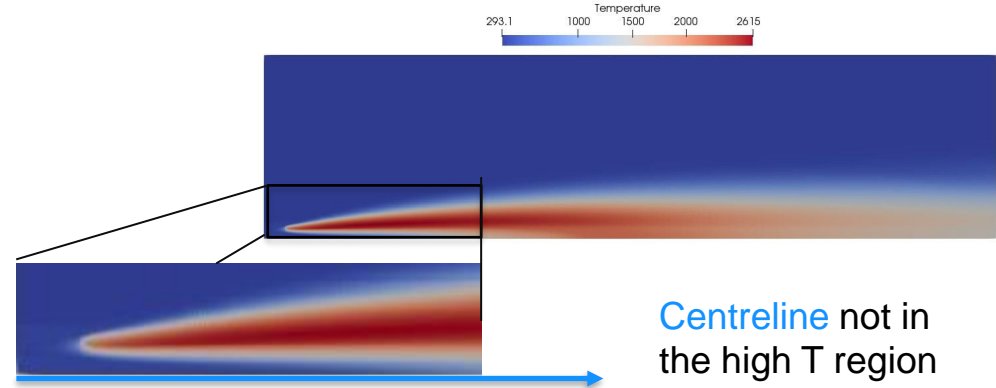 Temperature
293.1 1000 1500 2000 2615
Centreline not in
the high T region